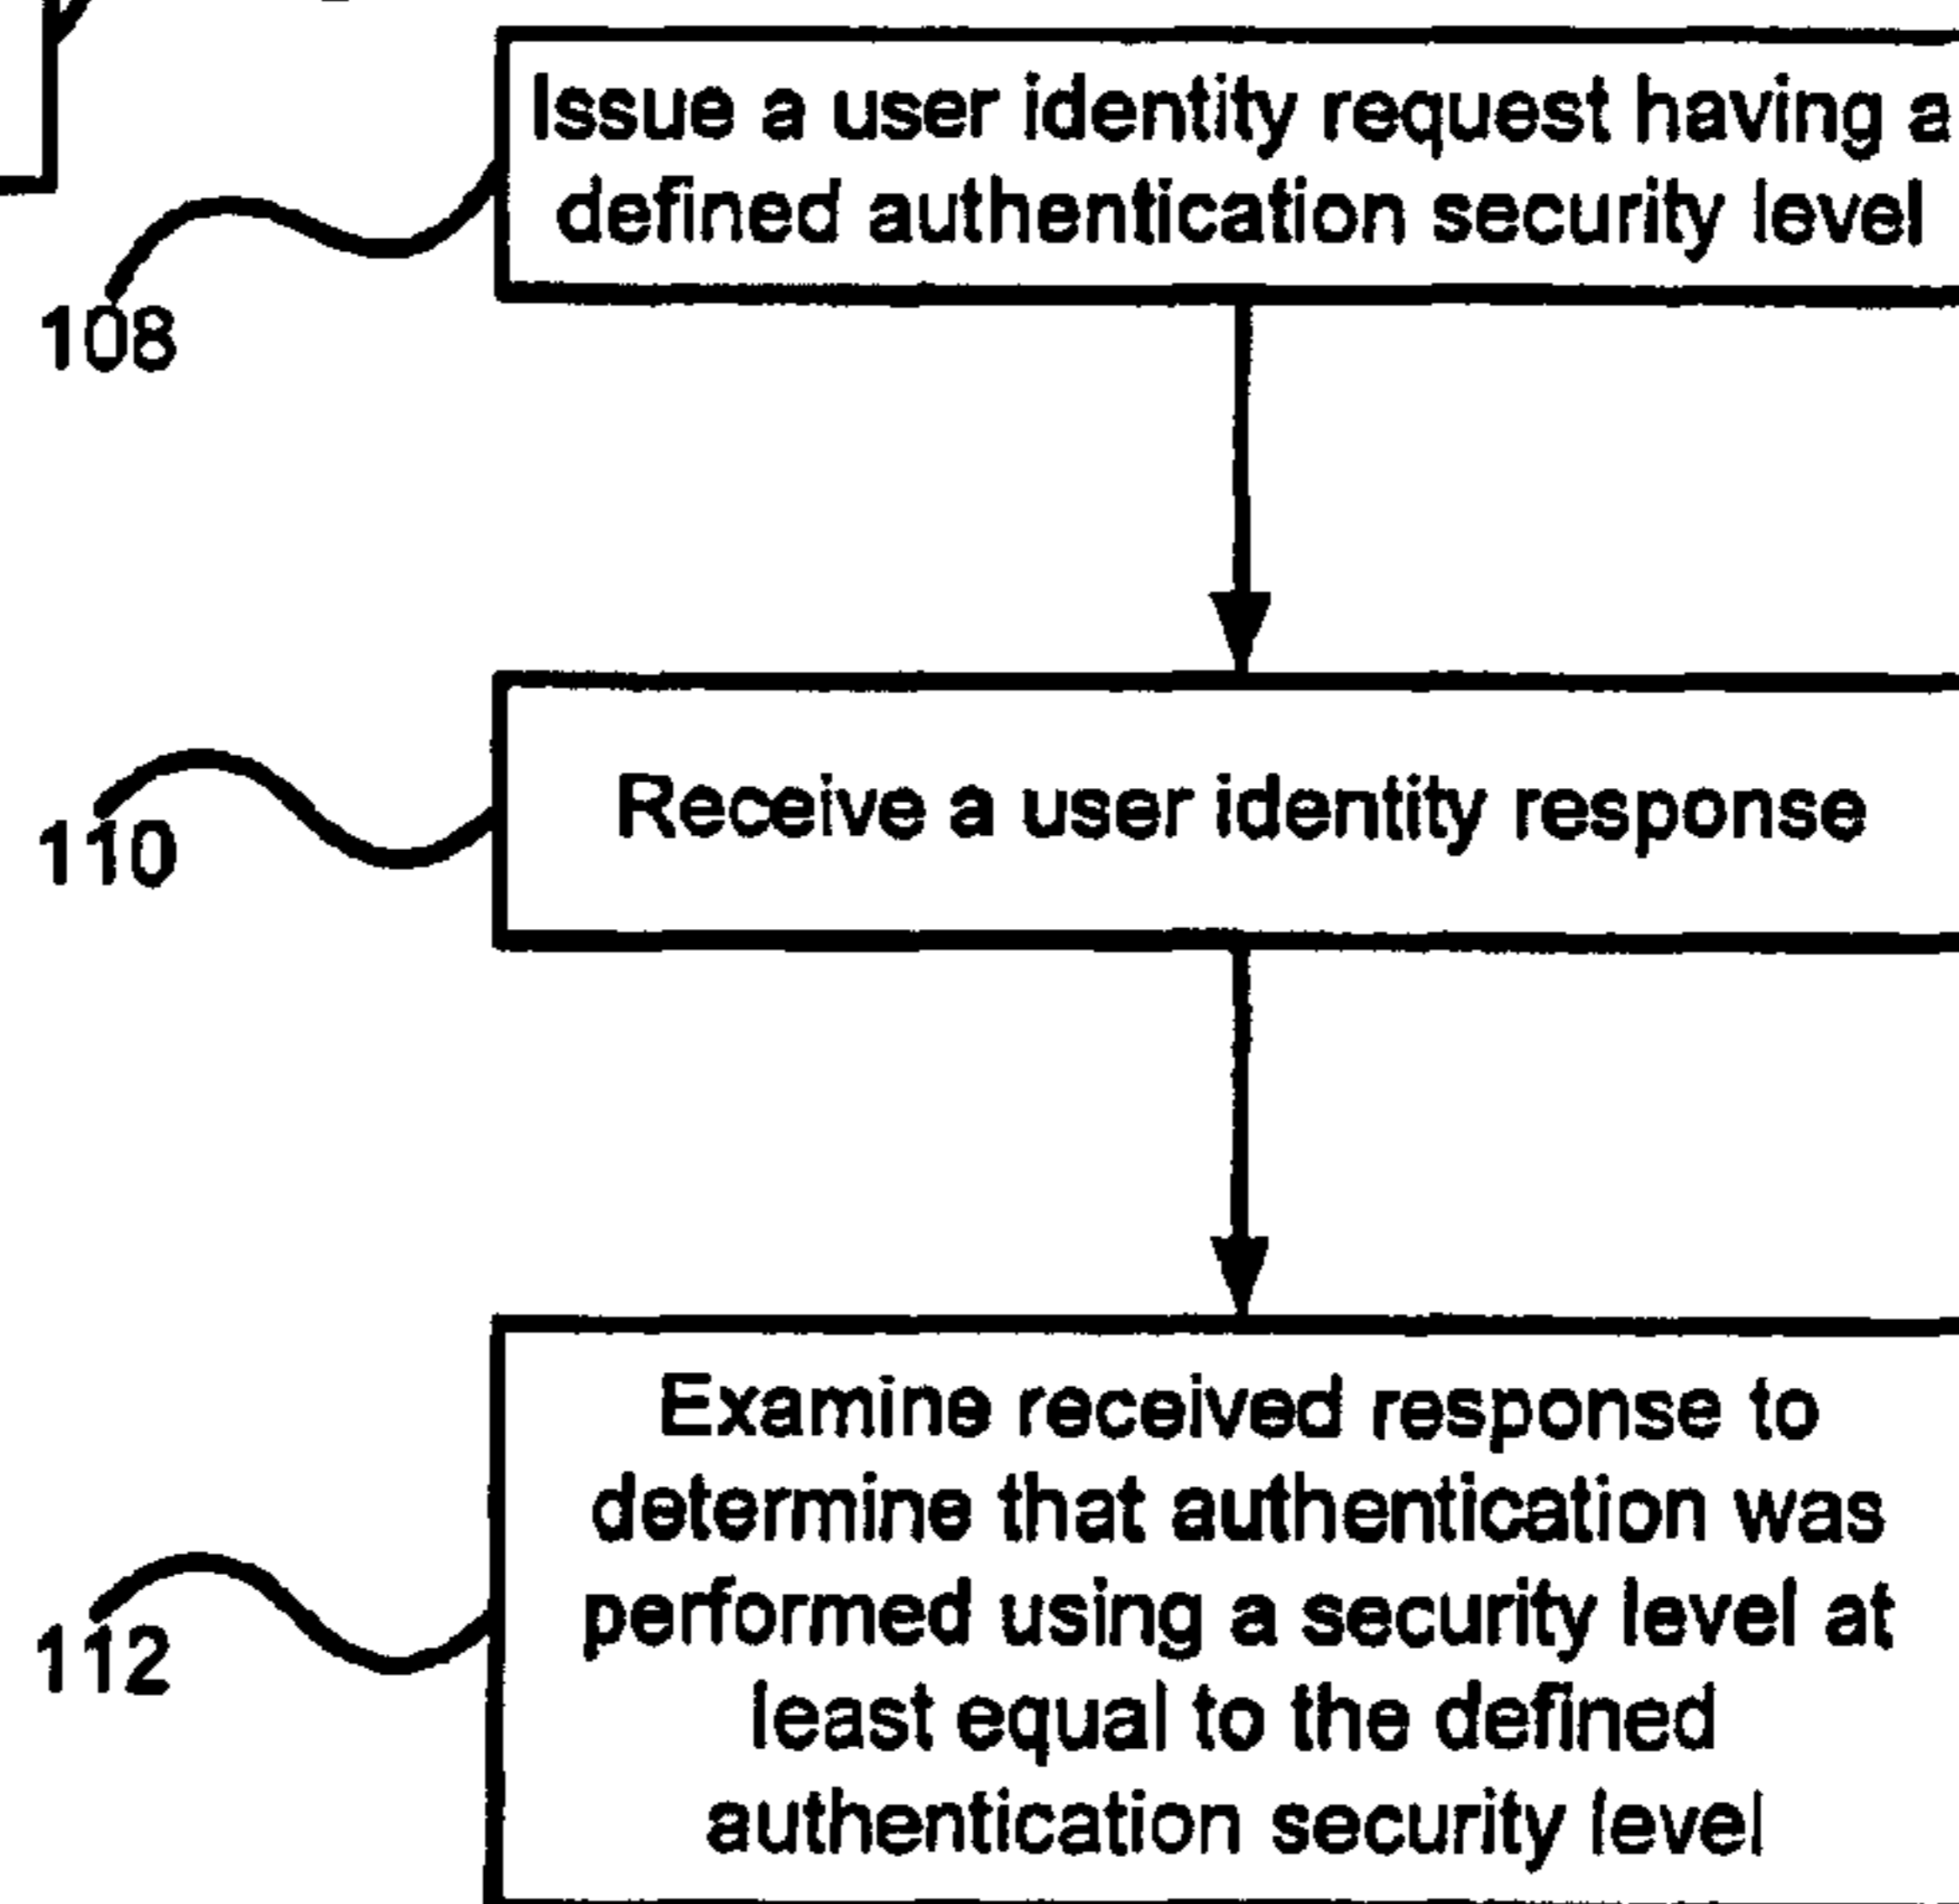 Issue a user identity request having a
defined authentication security level
108
Receive a user identity response
110
Examine received response to
determine that authentication was
performed using a security level at
least equal to the defined
authentication security level
112